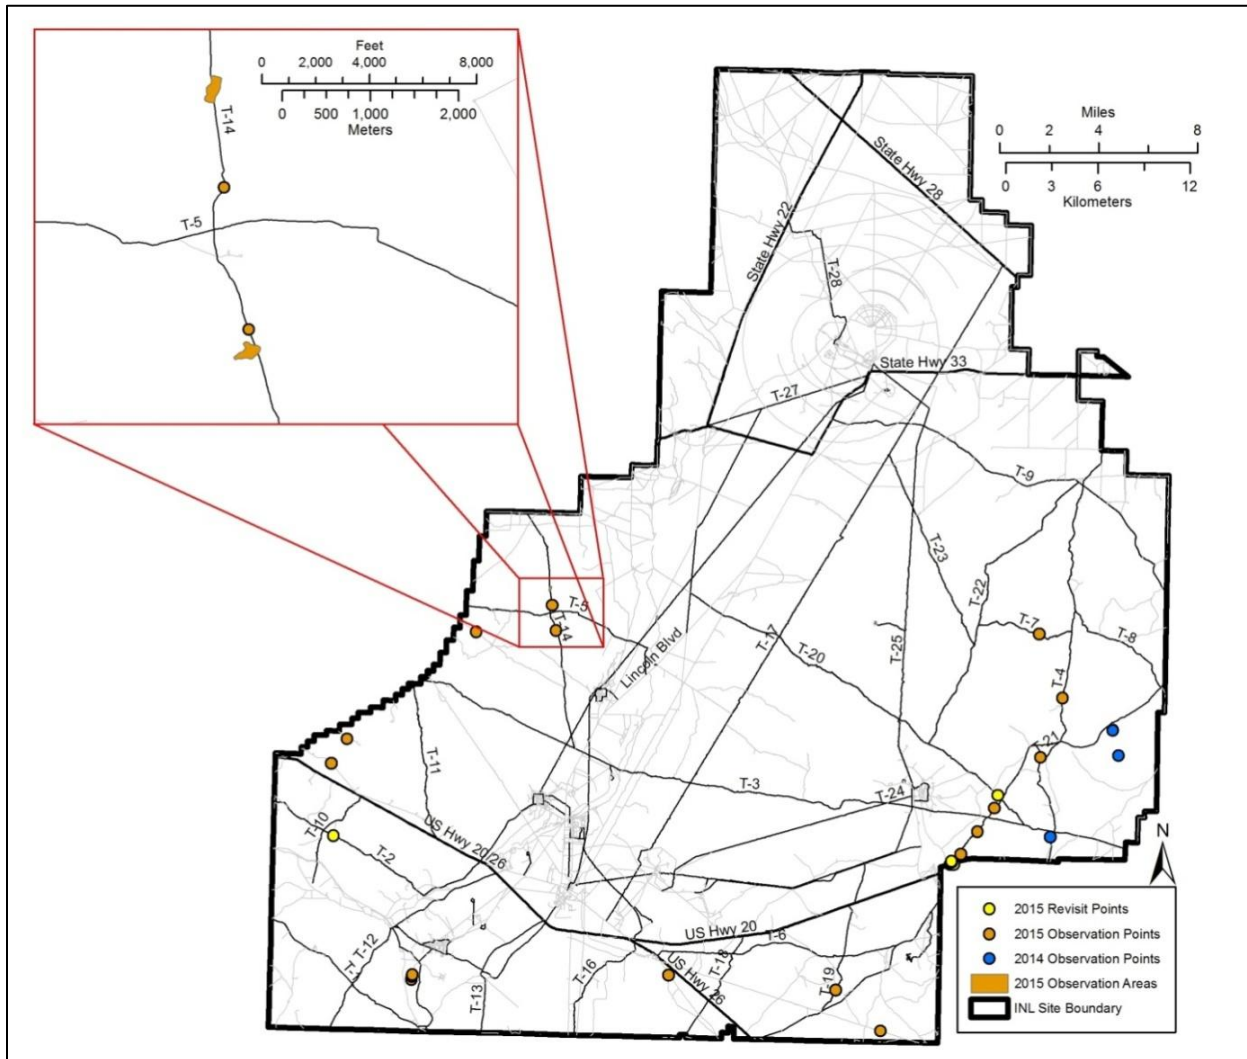 Feet
0 2,000 4,000 8,000
0 500 1,000 2,000
Meters
T-14
T-5
Miles
0 2 4 8
0 3 6 12
Kilometers
State Hwy 28
State Hwy 22
T-28
State Hwy 33
T-27
T-9
T-23
T-22
T-5
T-14
T-7
T-8
T-17
T-25
T-20
Lincoln Blvd
T-4
T-21
T-11
T-3
T-24
T-10
US Hwy 20/26
T-2
N
US Hwy 20
T-6
T-12
T-16
T-18
US Hwy 26
T-19
T-13
2015 Revisit Points
2015 Observation Points
2014 Observation Points
2015 Observation Areas
INL Site Boundary